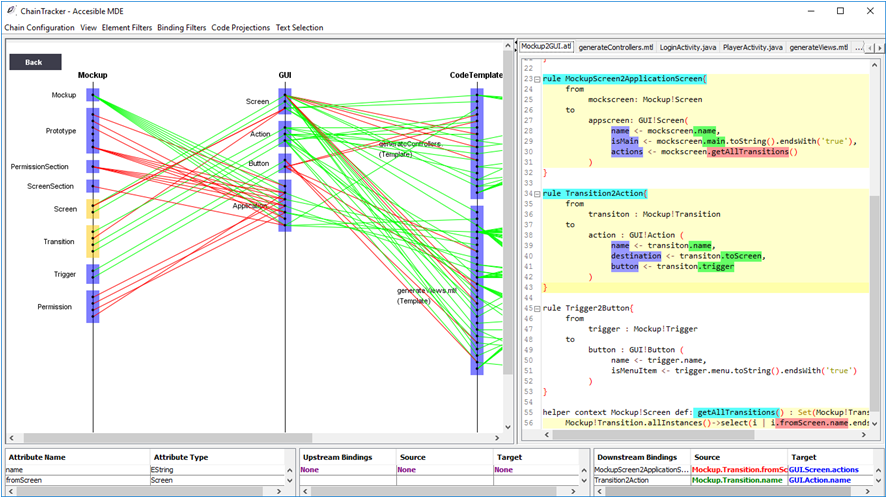 ChainTracker - Accesible MDE
Chain Configuration View Element Filters Binding Filters Code Projections Text Selection
Back
Mockup
GUI
CodeTemplate
Mockup
Prototype
PermissionSection
ScreenSection
Screen
Transition
Trigger
Permission
Screen
Action
Button
Application
generateControllers
(Template)
generateViews.mtl
(Template)
Mockup2GUI.atl generateControllers.mtl LoginActivity.java PlayerActivity.java generateViews.mtl ...
22
23 rule MockupScreen2ApplicationScreen{
24 from
25 mockscreen: Mockup!Screen
26 to
27 appscreen: GUI!Screen(
28 name <- mockscreen.name,
29 isMain <- mockscreen.main.toString().endsWith('true'),
30 actions <- mockscreen.getAllTransitions()
31 )
32 }
33
34 rule Transition2Action{
35 from
36 transiton : Mockup!Transition
37 to
38 action : GUI!Action (
39 name <- transiton.name,
40 destination <- transiton.toScreen,
41 button <- transiton.trigger
42 )
43 }
44
45 rule Trigger2Button{
46 from
47 trigger : Mockup!Trigger
48 to
49 button : GUI!Button (
50 name <- trigger.name,
51 isMenuItem <- trigger.menu.toString().endsWith('true')
52 )
53 }
54
55 helper context Mockup!Screen def: getAllTransitions() : Set(Mockup!Trans
56 Mockup!Transition.allInstances()->select(i | i.fromScreen.name.ends
Attribute Name Attribute Type
name EString
fromScreen Screen
Upstream Bindings Source Target
None None None
Downstream Bindings Source Target
MockupScreen2ApplicationS... Mockup.Transition.fromSc GUI.Screen.actions
Transition2Action Mockup.Transition.name GUI.Action.name